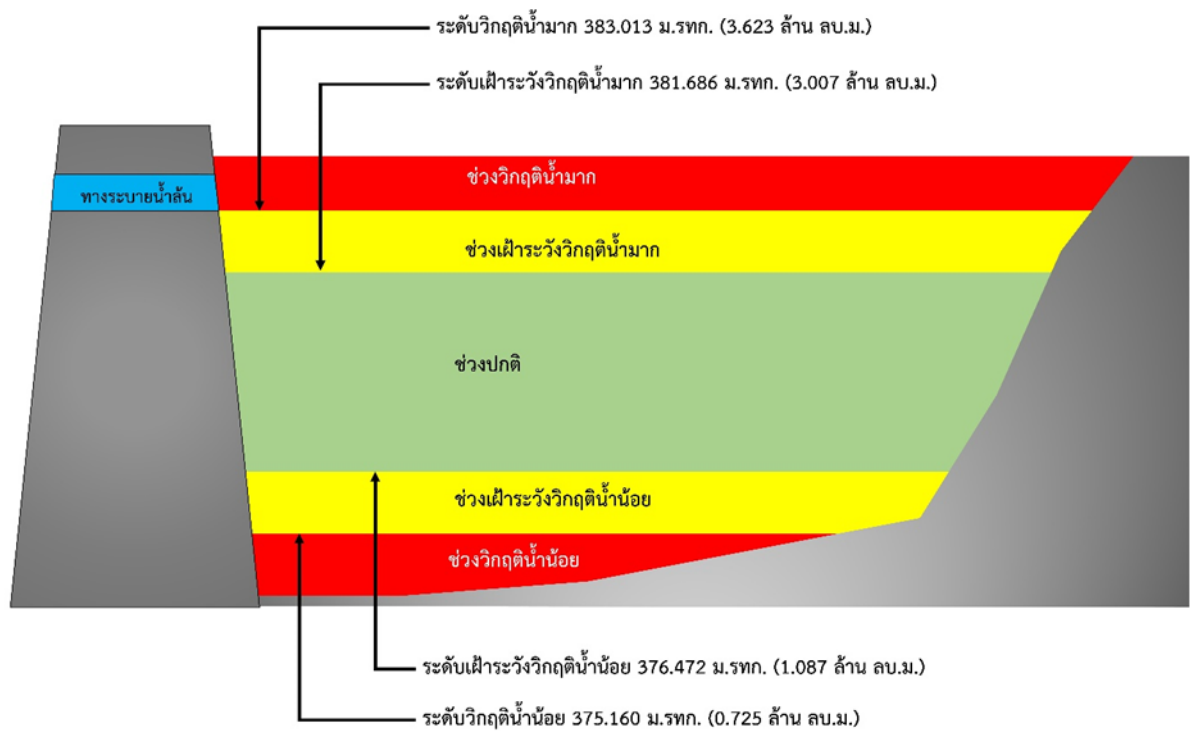 ระดับวิกฤติน้ำมาก 383.013 ม.รทก. (3.623 ล้าน ลบ.ม.)
ระดับเฝ้าระวังวิกฤติน้ำมาก 381.686 ม.รทก. (3.007 ล้าน ลบ.ม.)
ช่วงวิกฤติน้ำมาก
ทางระบายน้ำล้น
ช่วงเฝ้าระวังวิกฤติน้ำมาก
ช่วงปกติ
ช่วงเฝ้าระวังวิกฤติน้ำน้อย
ช่วงวิกฤติน้ำน้อย
ระดับเฝ้าระวังวิกฤติน้ำน้อย 376.472 ม.รทก. (1.087 ล้าน ลบ.ม.)
ระดับวิกฤติน้ำน้อย 375.160 ม.รทก. (0.725 ล้าน ลบ.ม.)